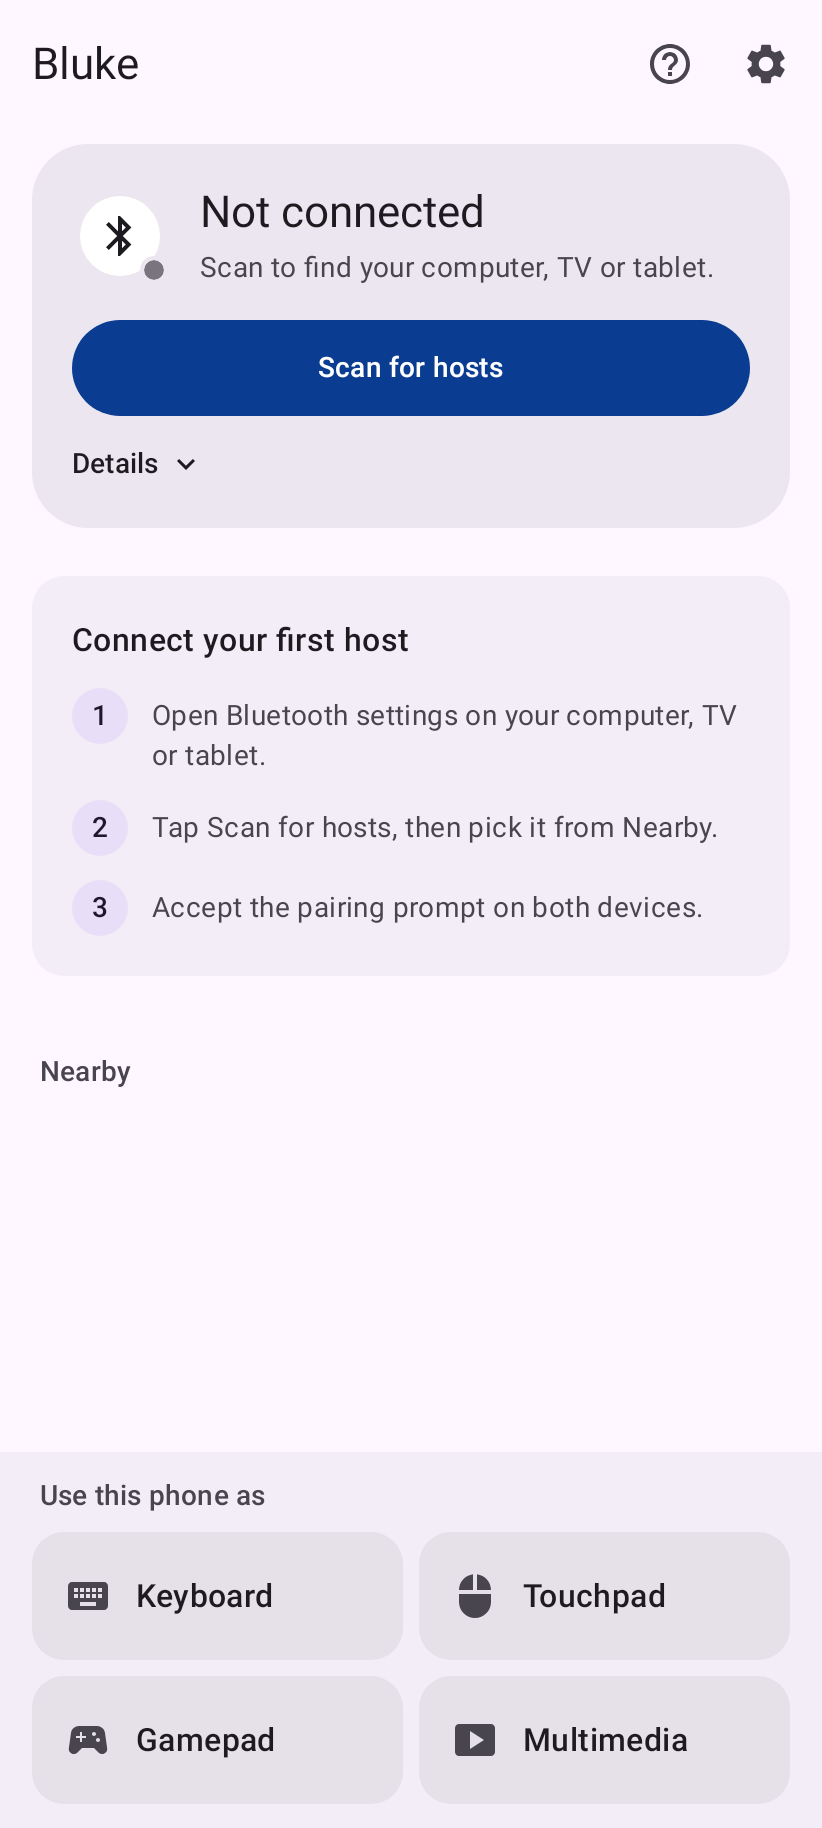 Bluke
Not connected
Scan to find your computer, TV or tablet.
Scan for hosts
Details
Connect your first host
1 Open Bluetooth settings on your computer, TV
or tablet.
2 Tap Scan for hosts, then pick it from Nearby.
3 Accept the pairing prompt on both devices.
Nearby
Use this phone as
Keyboard
Touchpad
Gamepad
Multimedia